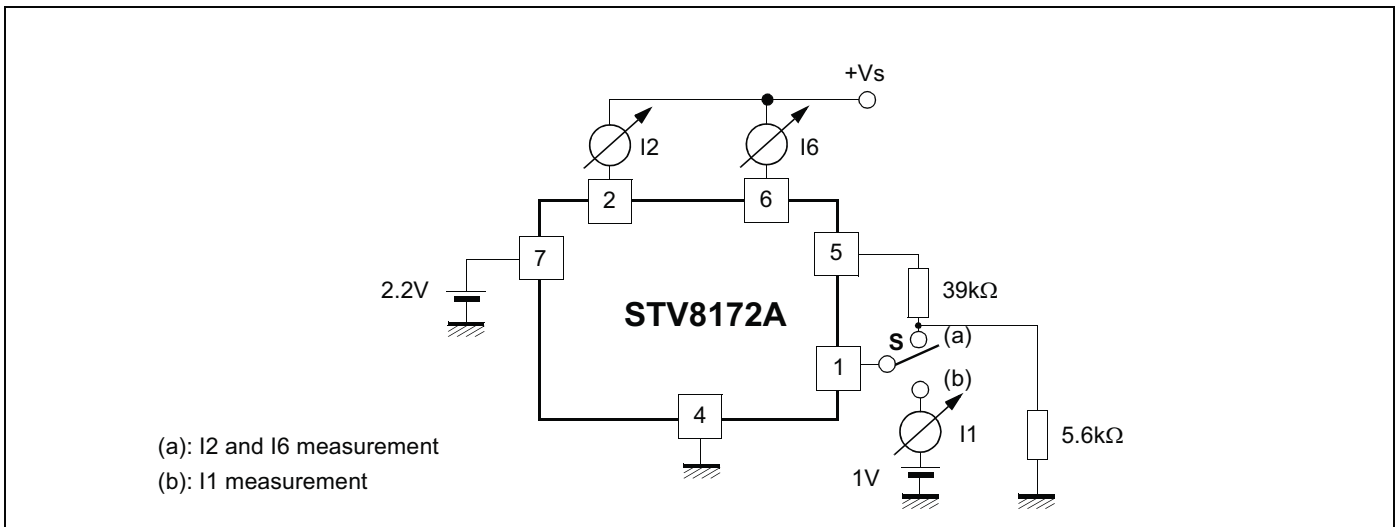 +Vs
I2
I6
2
6
7
5
2.2V
39kΩ
STV8172A
S
(a)
1
(b)
4
I1
5.6kΩ
(a): I2 and I6 measurement
1V
(b): I1 measurement